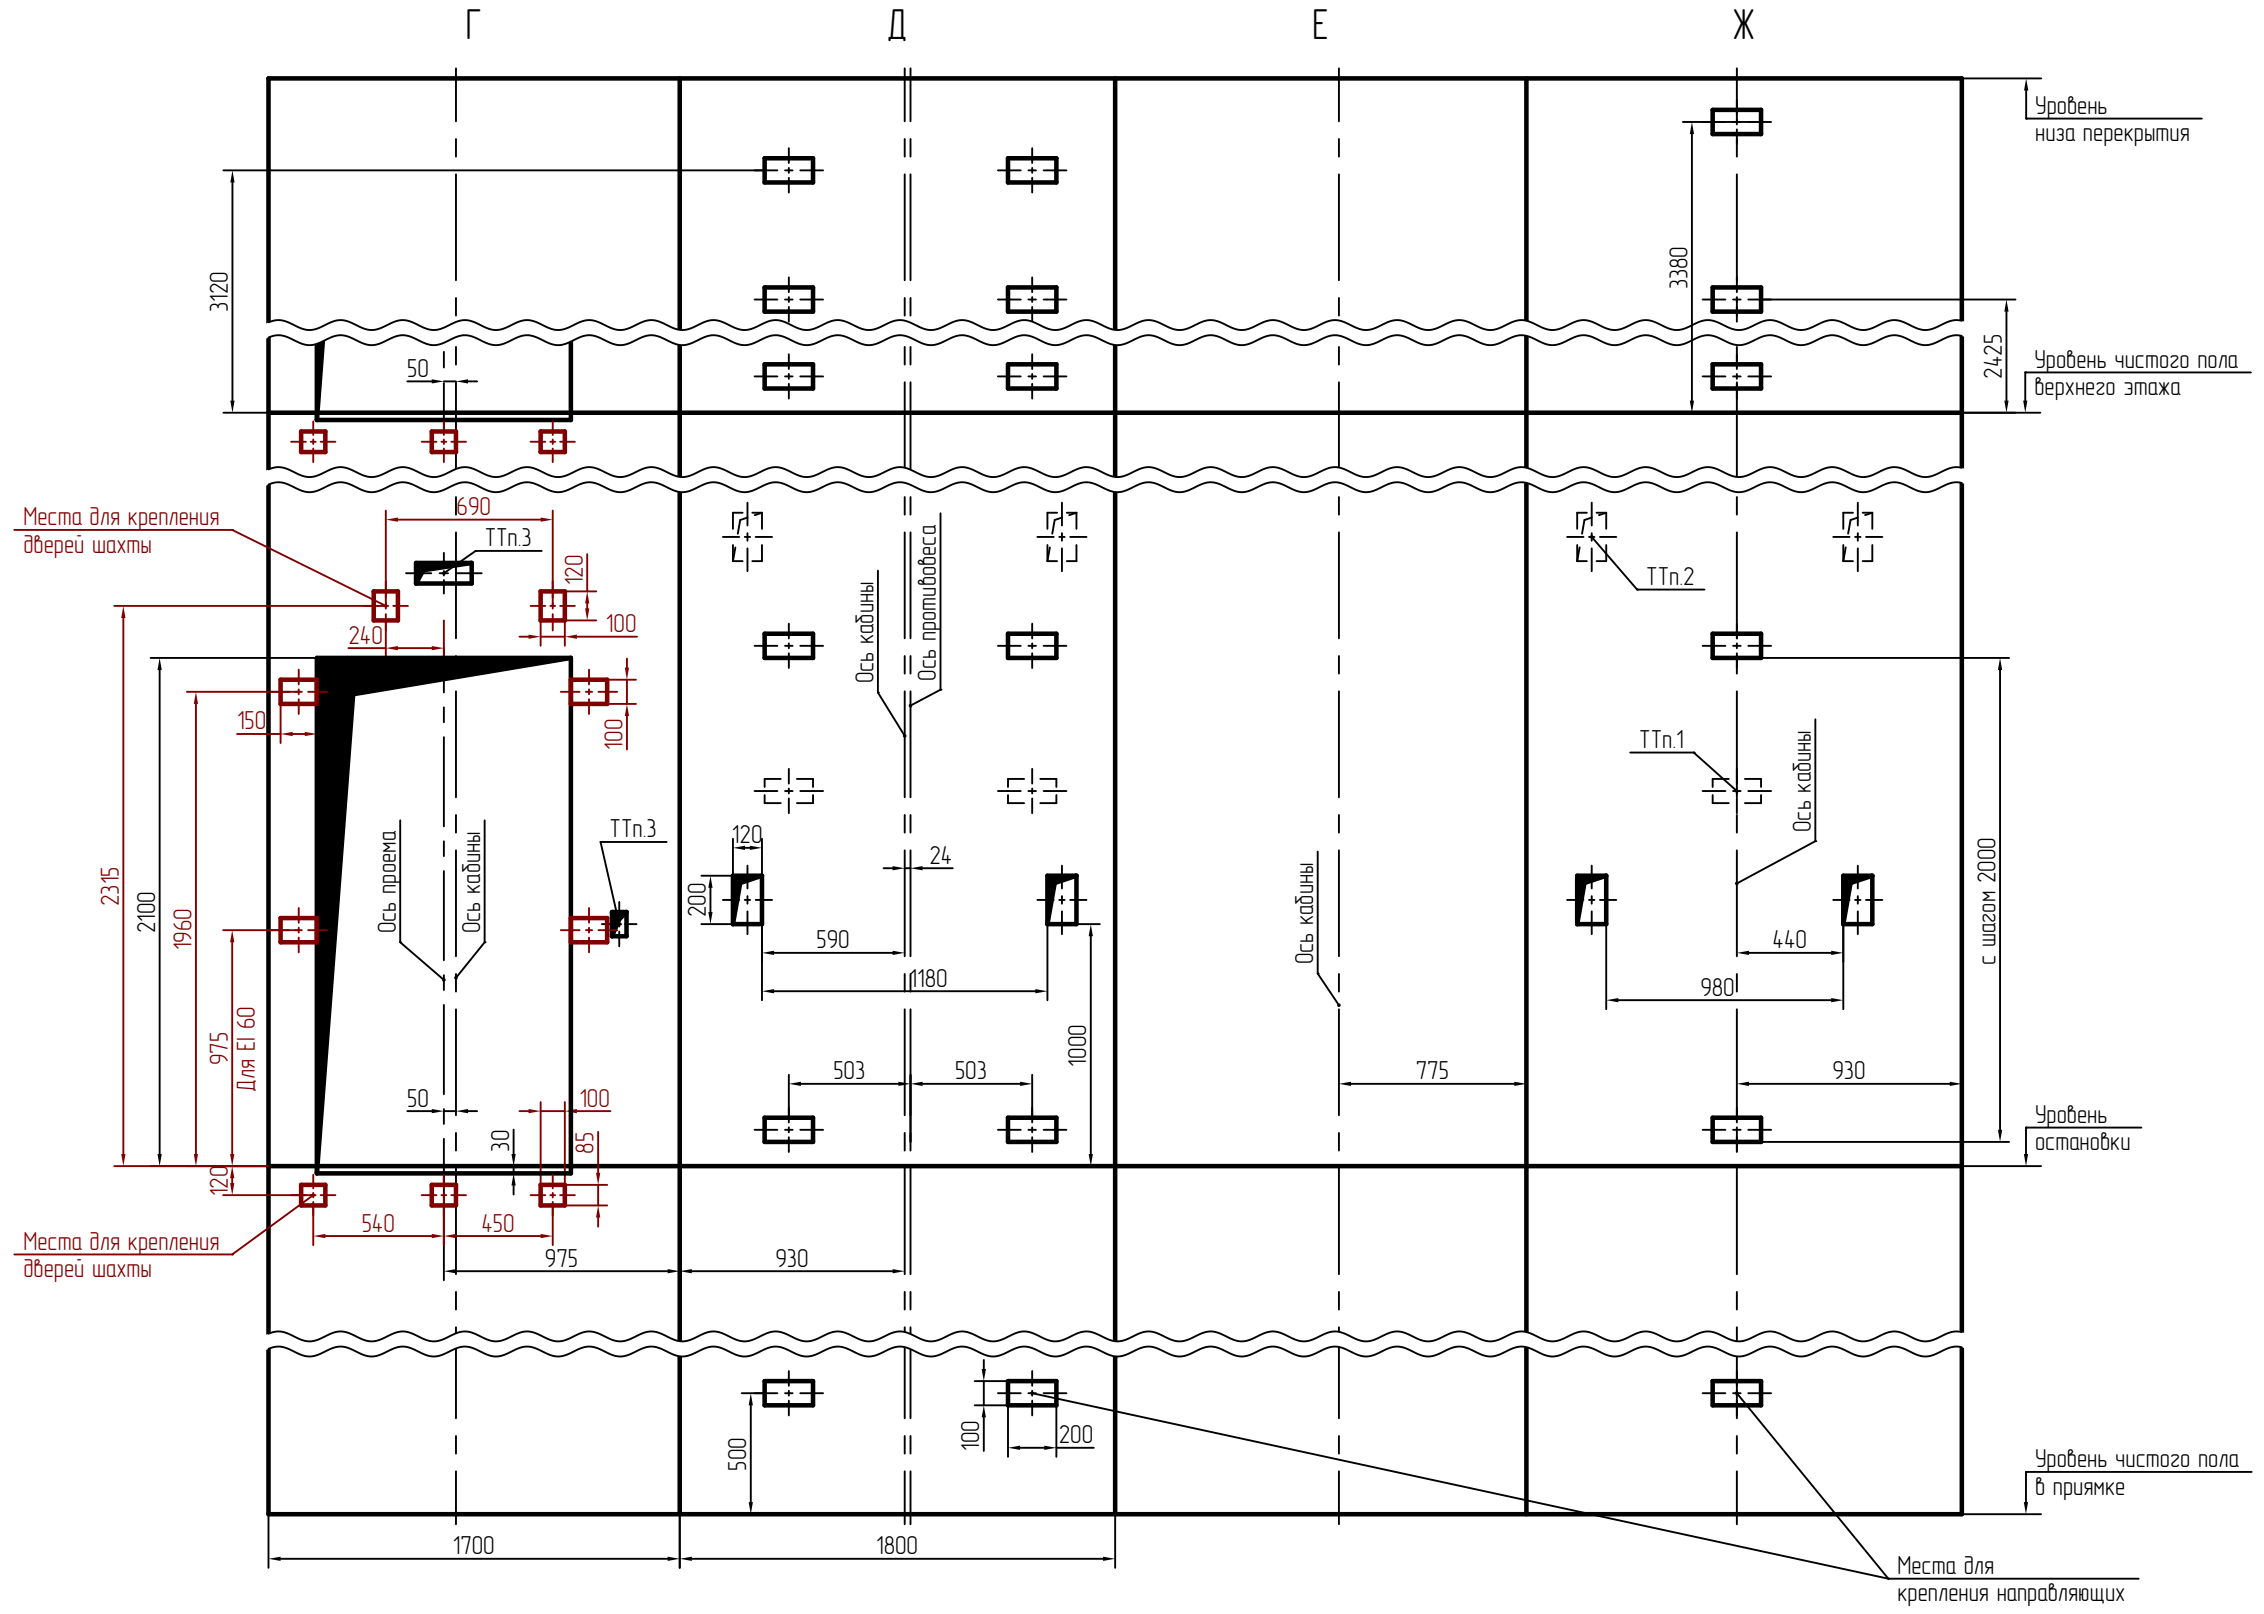 Г
Д
Е
Ж
Уровень
низа перекрытия
3120
3380
2425
50
Уровень чистого пола
верхнего этажа
Места для крепления
дверей шахты
690
ТТп.3
120
100
240
150
100
2315
2100
1960
975
Для EI 60
Ось проема
Ось кабины
ТТп.3
50
30
100
85
120
540
450
975
Места для крепления
дверей шахты
Ось кабины
Ось противовеса
120
200
24
590
1180
1000
503
503
930
Ось кабины
775
ТТп.2
ТТп.1
Ось кабины
440
980
с шагом 2000
930
Уровень
остановки
500
100
200
Уровень чистого пола
в приямке
1700
1800
Места для
крепления направляющих